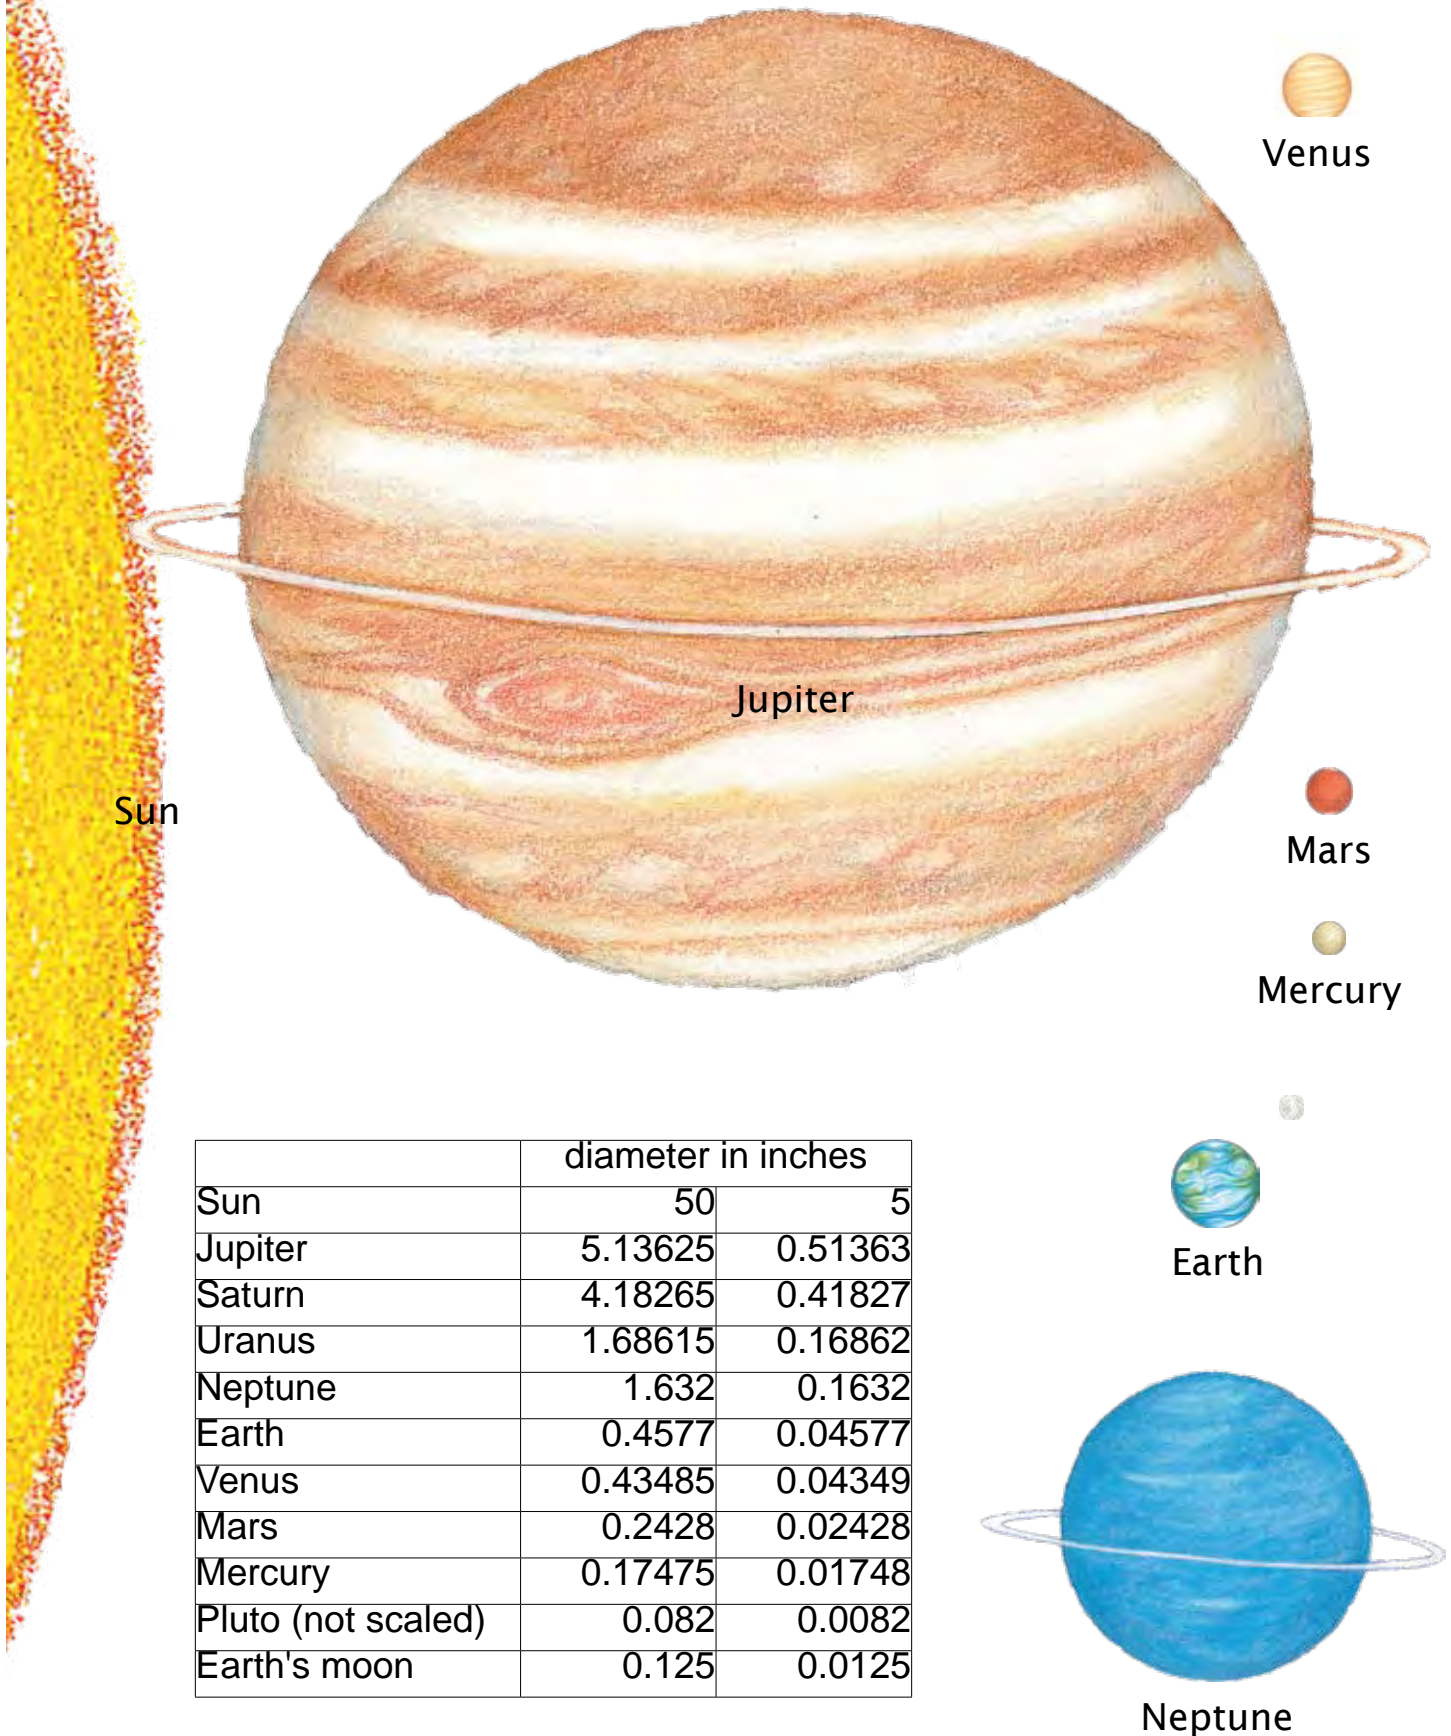 Venus
Jupiter
Sun
Mars
Mercury
diameter in inches
Sun 50 5
Jupiter 5.13625 0.51363
Saturn 4.18265 0.41827
Uranus 1.68615 0.16862
Neptune 1.632 0.1632
Earth 0.4577 0.04577
Venus 0.43485 0.04349
Mars 0.2428 0.02428
Mercury 0.17475 0.01748
Pluto (not scaled) 0.082 0.0082
Earth's moon 0.125 0.0125
Earth
Neptune